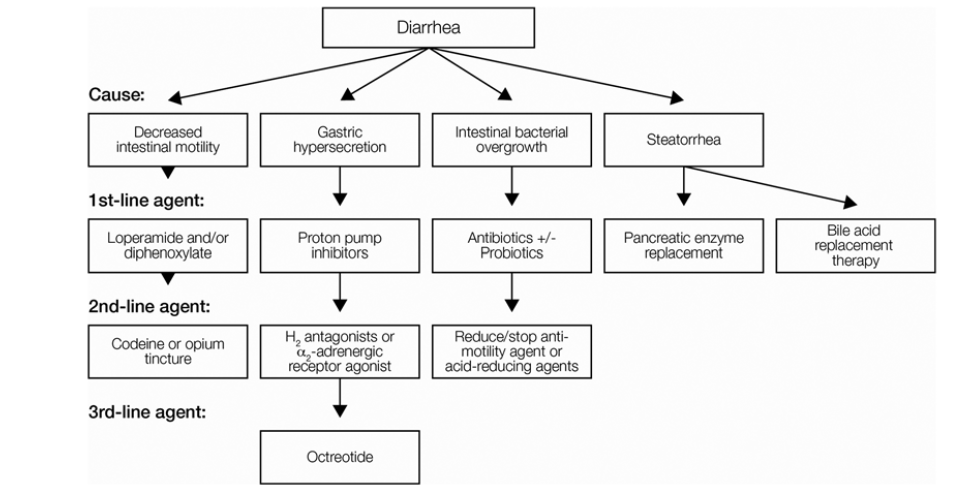 Diarrhea
Cause:
Decreased
intestinal motility
Gastric
hypersecretion
Intestinal bacterial
overgrowth
Steatorrhea
1st-line agent:
Loperamide and/or
diphenoxylate
Proton pump
inhibitors
Antibiotics +/-
Probiotics
Pancreatic enzyme
replacement
Bile acid
replacement
therapy
2nd-line agent:
Codeine or opium
tincture
H₂ antagonists or
α₂-adrenergic
receptor agonist
Reduce/stop anti-
motility agent or
acid-reducing agents
3rd-line agent:
Octreotide